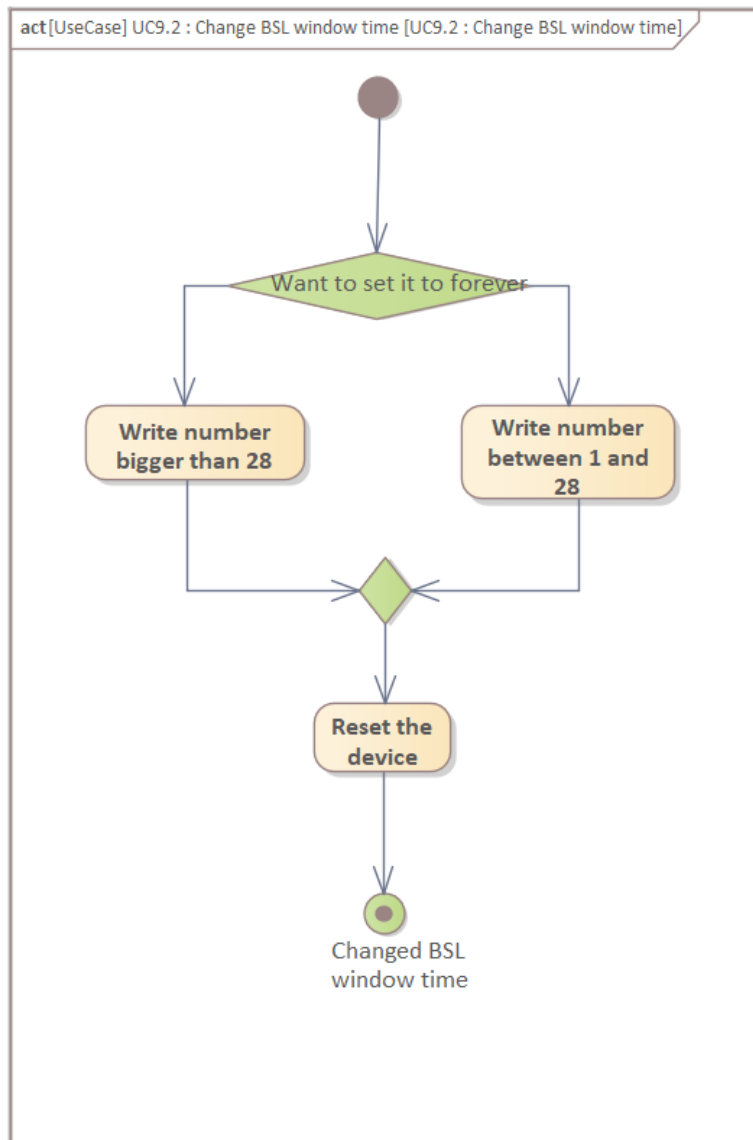 act [UseCase] UC9.2 : Change BSL window time [UC9.2 : Change BSL window time]
Want to set it to forever
Write number
bigger than 28
Write number
between 1 and
28
Reset the
device
Changed BSL
window time